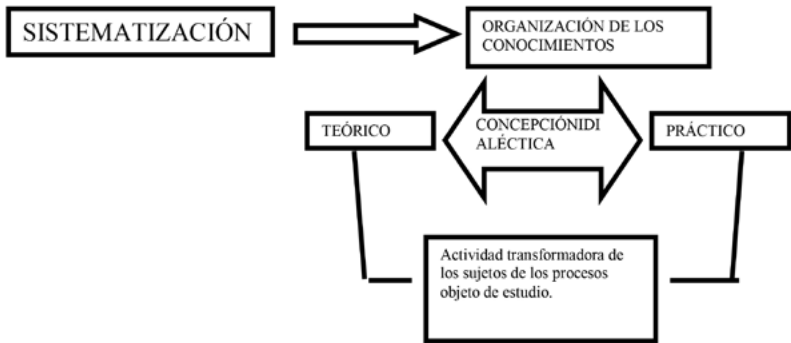 SISTEMATIZACIÓN
ORGANIZACIÓN DE LOS
CONOCIMIENTOS
TEÓRICO
CONCEPCIÓNIDI
ALÉCTICA
PRÁCTICO
Actividad transformadora de
los sujetos de los procesos
objeto de estudio.